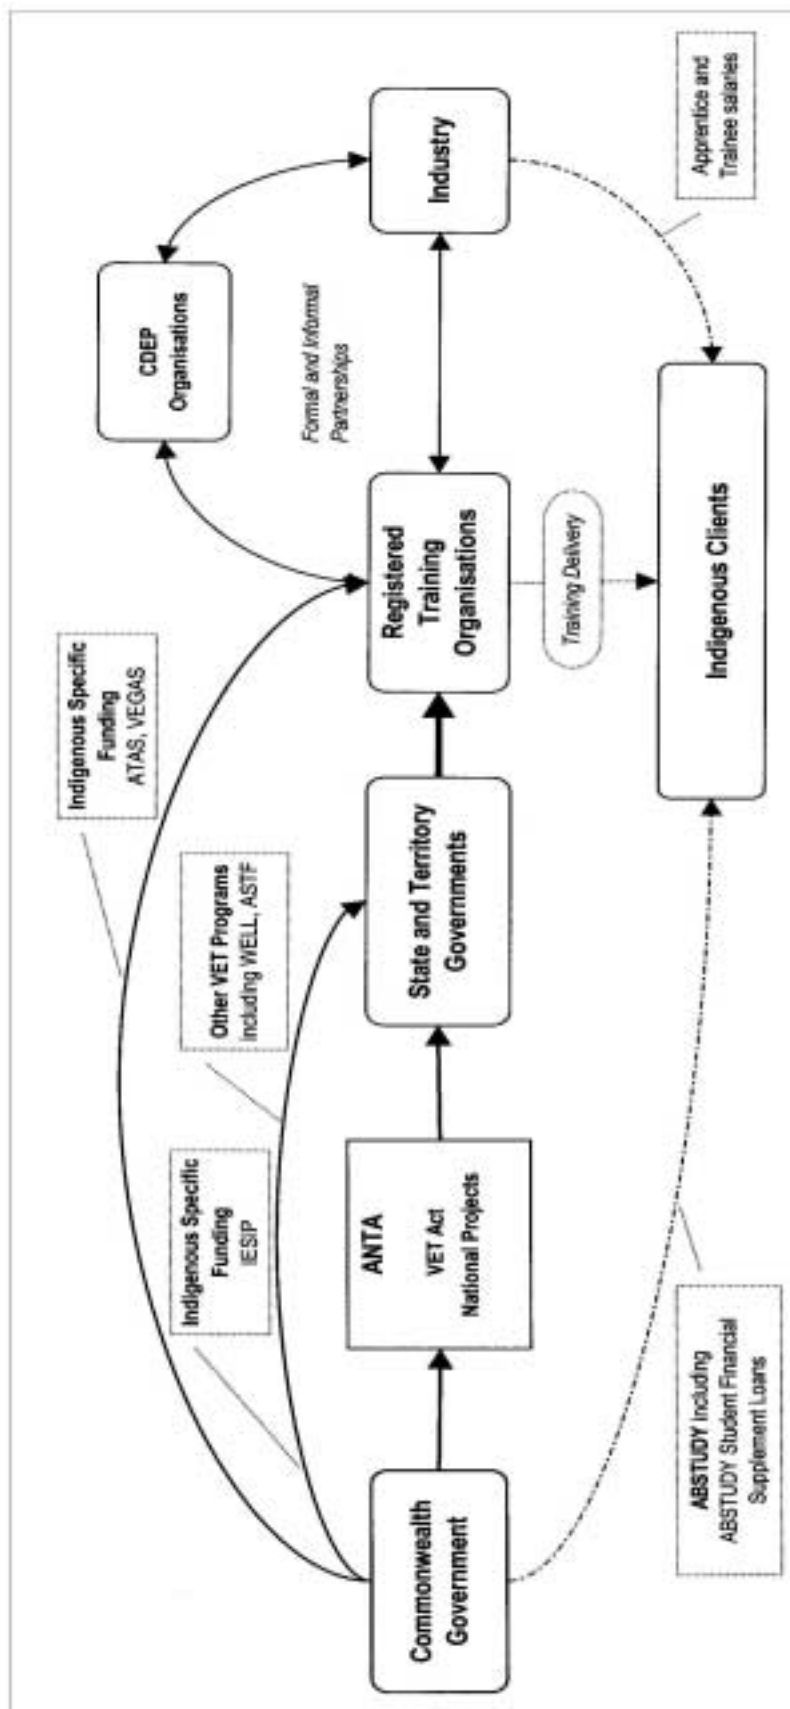 Commonwealth
Government
ANTA
VET Act
National Projects
State and Territory
Governments
Registered
Training
Organisations
Industry
CDEP
Organisations
Formal and Informal
Partnerships
Indigenous Specific
Funding
ATAS, VEGAS
Other VET Programs
including WELL, ASTF
Indigenous Specific
Funding
IESIP
Training Delivery
Indigenous Clients
Apprentice and
Trainee salaries
ABSTUDY including
ABSTUDY Student Financial
Supplement Loans